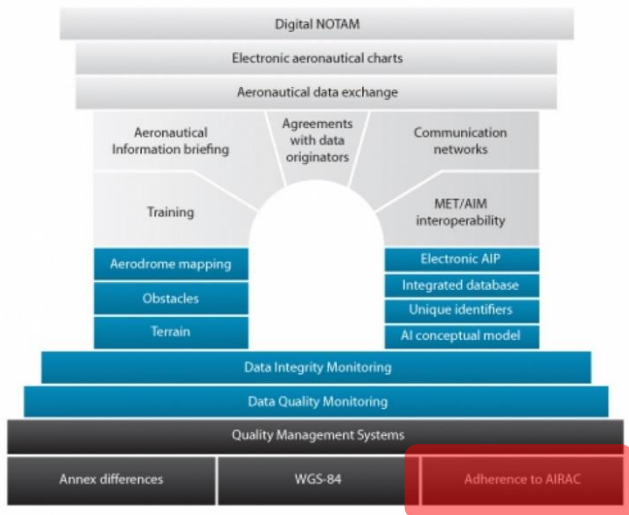 Digital NOTAM
Electronic aeronautical charts
Aeronautical data exchange
Aeronautical
Information briefing
Agreements
with data
originators
Communication
networks
Training
MET/AIM
interoperability
Aerodrome mapping
Obstacles
Terrain
Electronic AIP
Integrated database
Unique identifiers
AI conceptual model
Data Integrity Monitoring
Data Quality Monitoring
Quality Management Systems
Annex differences
WGS-84
Adherence to AIRAC